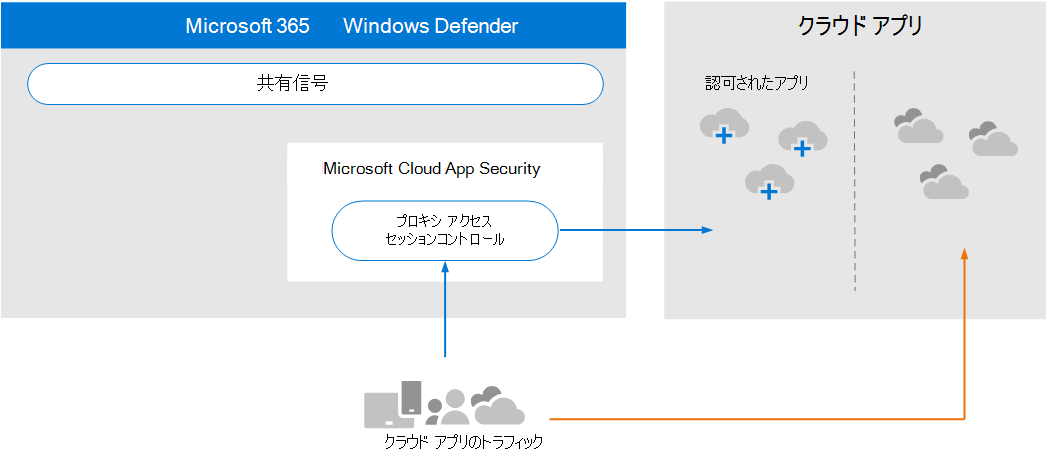 Microsoft 365 Windows Defender
クラウド アプリ
共有信号
認可されたアプリ
Microsoft Cloud App Security
プロキシ アクセス
セッションコントロール
クラウド アプリのトラフィック